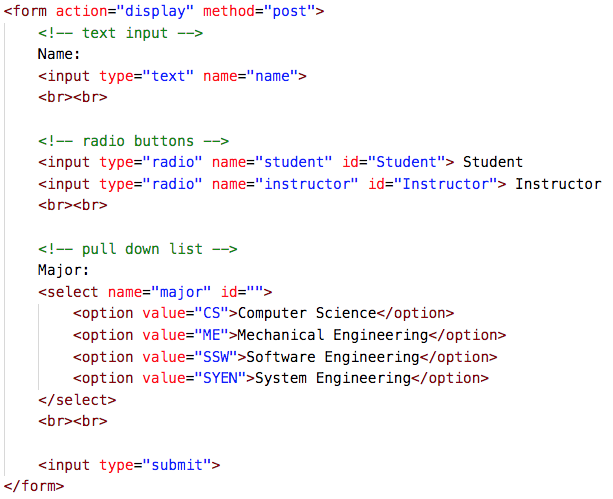 <form action="display" method="post">
<!-- text input -->
Name:
<input type="text" name="name">
<br><br>
<!-- radio buttons -->
<input type="radio" name="student" id="Student"> Student
<input type="radio" name="instructor" id="Instructor"> Instructor
<br><br>
<!-- pull down list -->
Major:
<select name="major" id="">
<option value="CS">Computer Science</option>
<option value="ME">Mechanical Engineering</option>
<option value="SSW">Software Engineering</option>
<option value="SYEN">System Engineering</option>
</select>
<br><br>
<input type="submit">
</form>